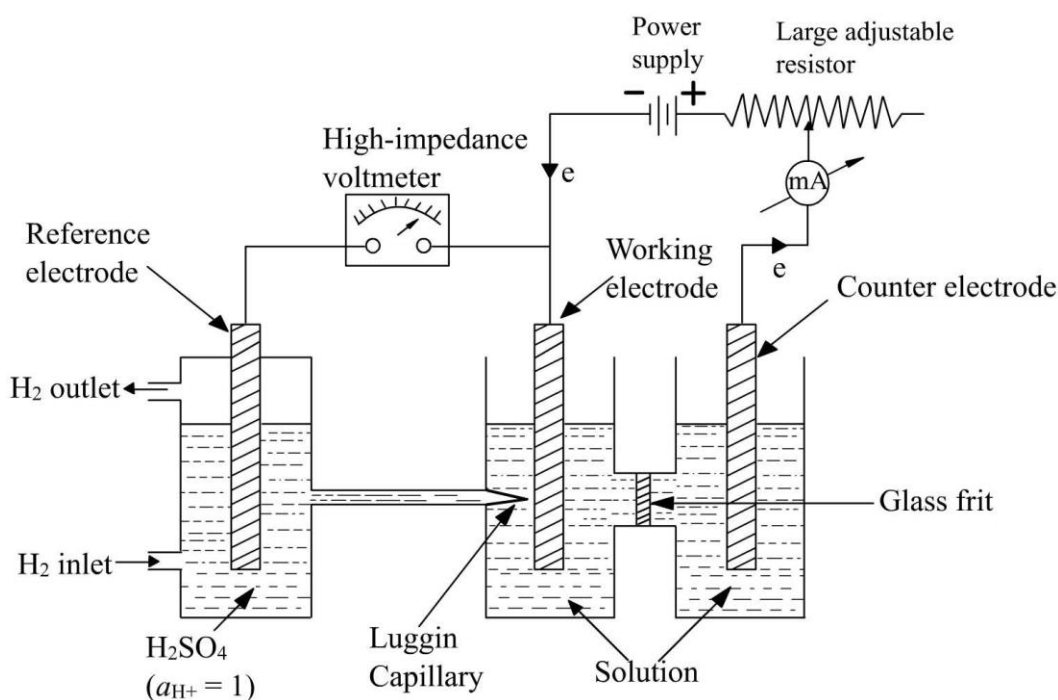 Power
supply
Large adjustable
resistor
− +
High-impedance
voltmeter
e
mA
Reference
electrode
Working
electrode
e
Counter electrode
H₂ outlet
Glass frit
H₂ inlet
H₂SO₄
(aH+ = 1)
Luggin
Capillary
Solution